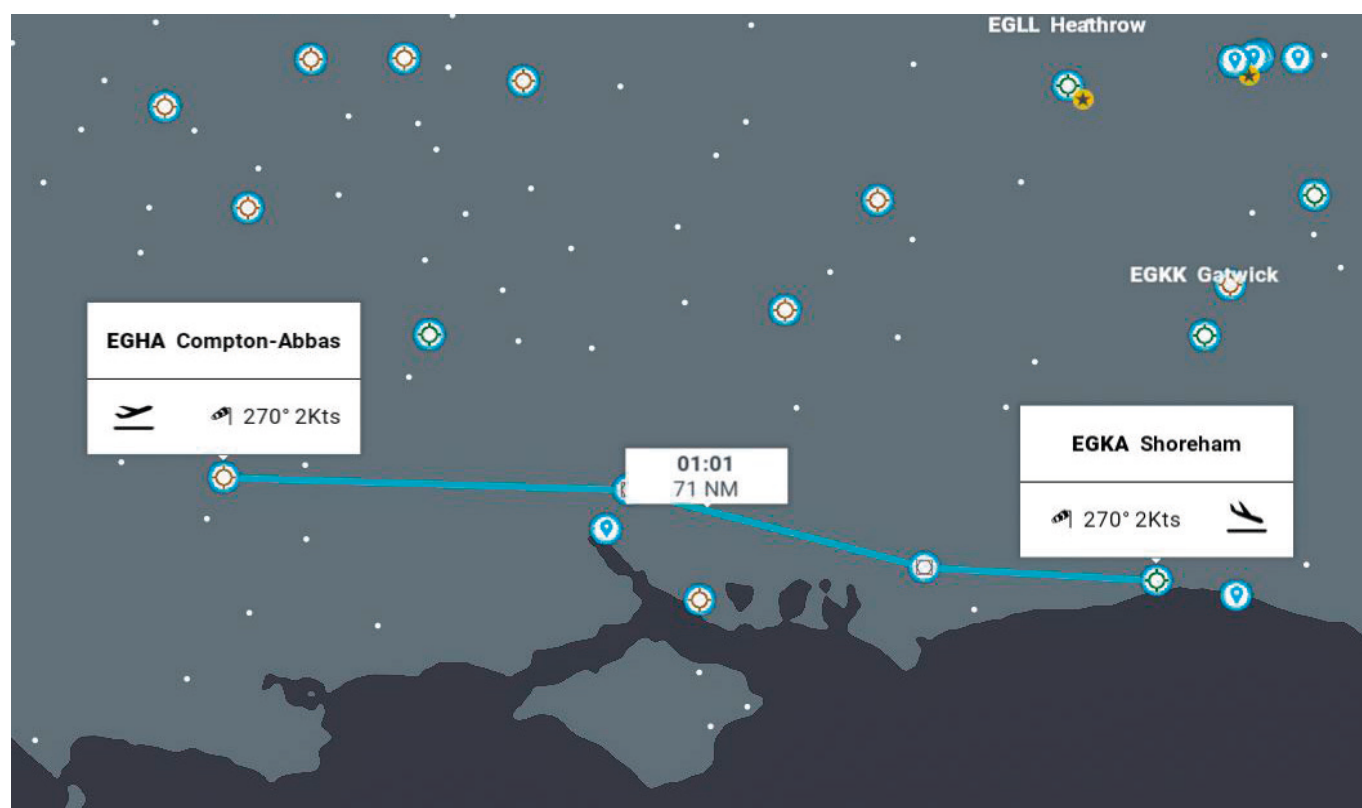 EGLL Heathrow
EGKK Gatwick
EGHA Compton-Abbas
270° 2Kts
01:01
71 NM
EGKA Shoreham
270° 2Kts